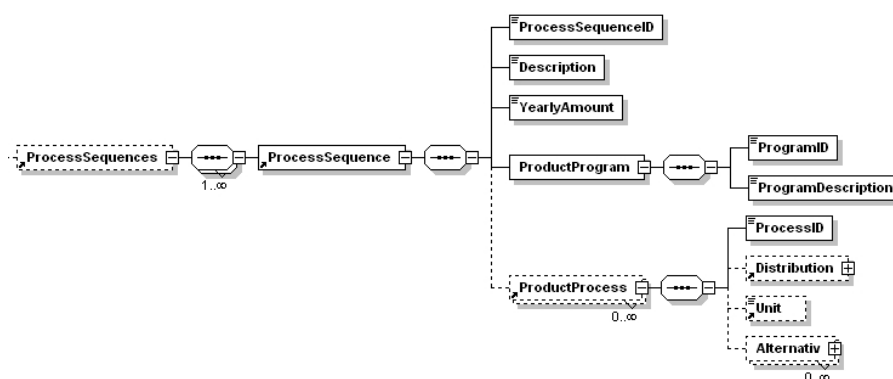 ProcessSequences
1..∞
ProcessSequence
ProcessSequenceID
Description
YearlyAmount
ProductProgram
ProgramID
ProgramDescription
ProductProcess
0..∞
ProcessID
Distribution
Unit
Alternativ
0..∞